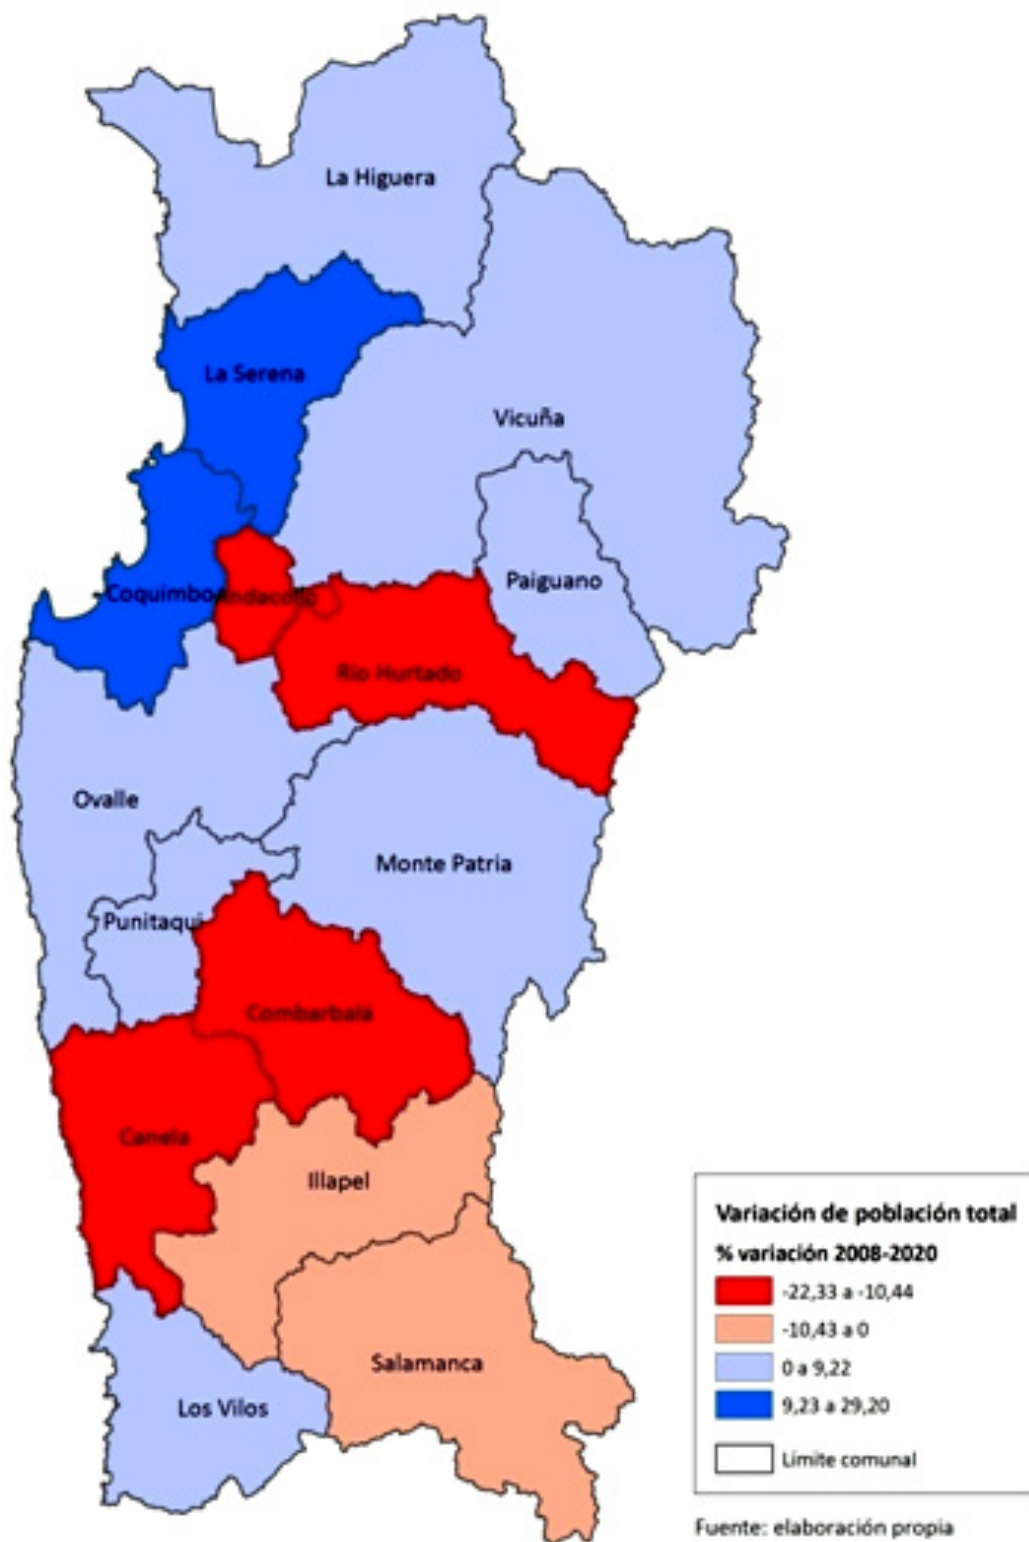 La Higuera
La Serena
Vicuña
Coquimbo
Andacollo
Paiguano
Río Hurtado
Ovalle
Monte Patria
Punitaqui
Combarbalá
Canela
Illapel
Salamanca
Los Vilos
Variación de población total
% variación 2008-2020
-22,33 a -10,44
-10,43 a 0
0 a 9,22
9,23 a 29,20
Límite comunal
Fuente: elaboración propia